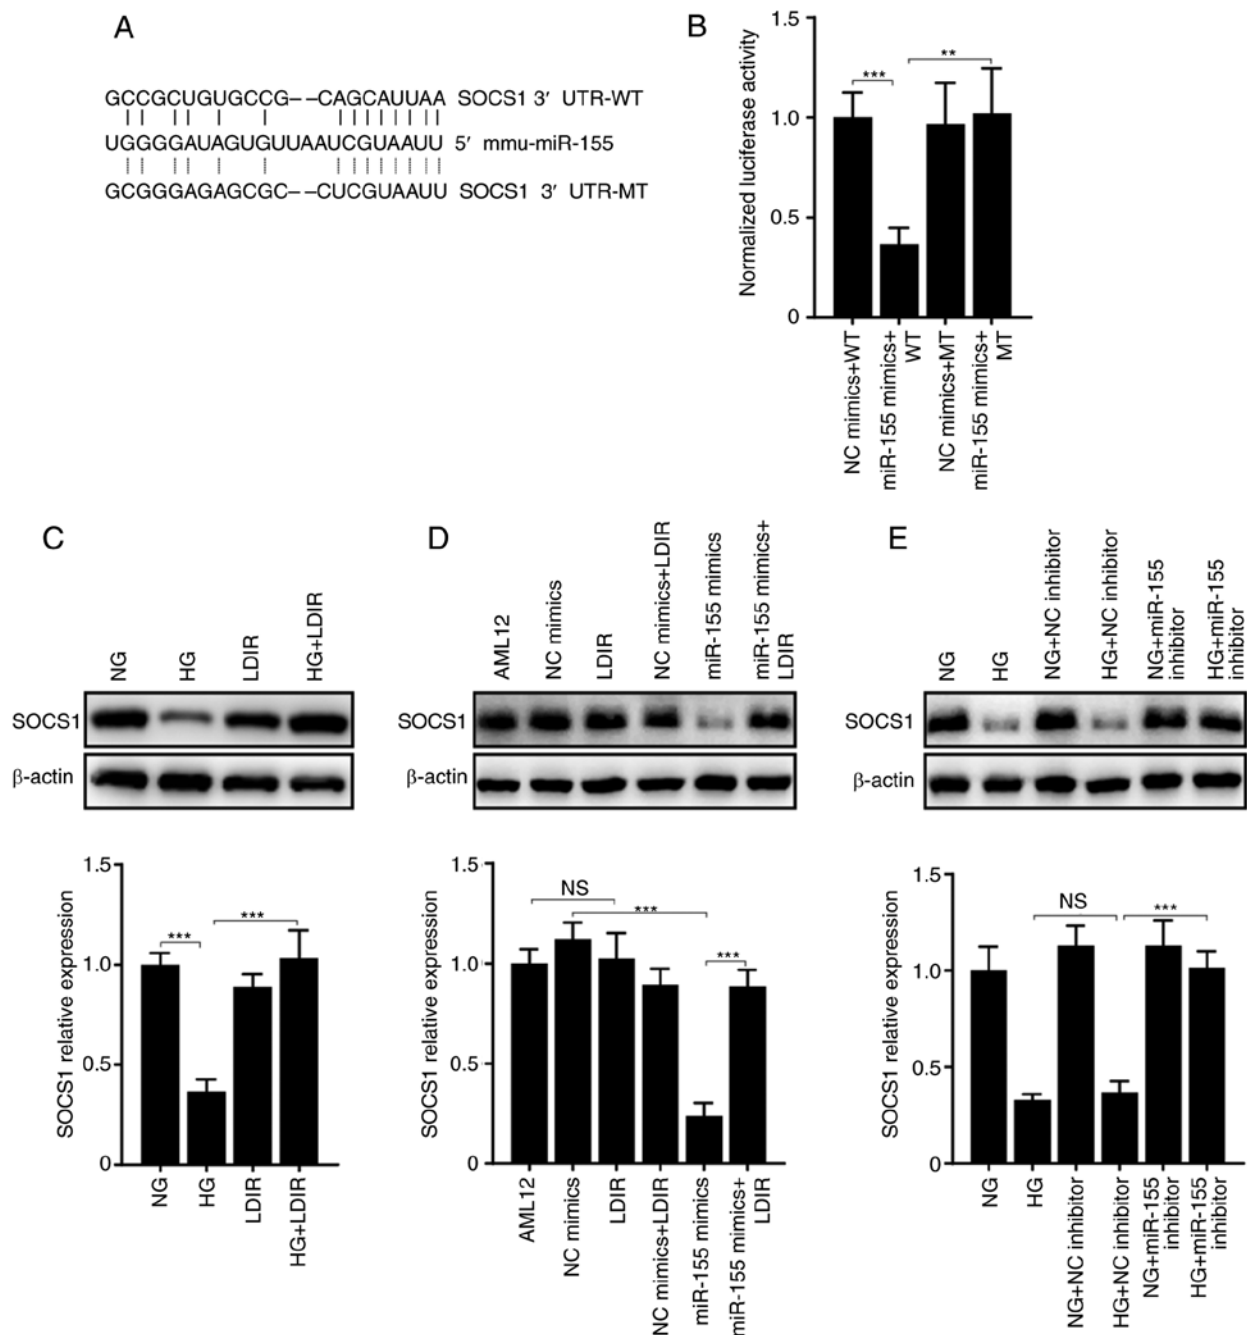 A
GCCGCUGUGCCG--CAGCAUUAA SOCS1 3′ UTR-WT
UGGGGAUAGUGUUAAUCGUAAUU 5′ mmu-miR-155
GCGGGAGAGCGC--CUCGUAAUU SOCS1 3′ UTR-MT
B
Normalized luciferase activity
1.5
1.0
0.5
0
***
**
NC mimics+WT
miR-155 mimics+
WT
NC mimics+MT
miR-155 mimics+
MT
C
NG
HG
LDIR
HG+LDIR
SOCS1
β-actin
SOCS1 relative expression
1.5
1.0
0.5
0
***
***
NG
HG
LDIR
HG+LDIR
D
AML12
NC mimics
LDIR
NC mimics+LDIR
miR-155 mimics
miR-155 mimics+
LDIR
SOCS1
β-actin
SOCS1 relative expression
1.5
1.0
0.5
0
NS
***
***
AML12
NC mimics
LDIR
NC mimics+LDIR
miR-155 mimics
miR-155 mimics+
LDIR
E
NG
HG
NG+NC inhibitor
HG+NC inhibitor
NG+miR-155
inhibitor
HG+miR-155
inhibitor
SOCS1
β-actin
SOCS1 relative expression
1.5
1.0
0.5
0
NS
***
NG
HG
NG+NC inhibitor
HG+NC inhibitor
NG+miR-155
inhibitor
HG+miR-155
inhibitor